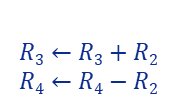 R₃ ← R₃ + R₂
R₄ ← R₄ − R₂